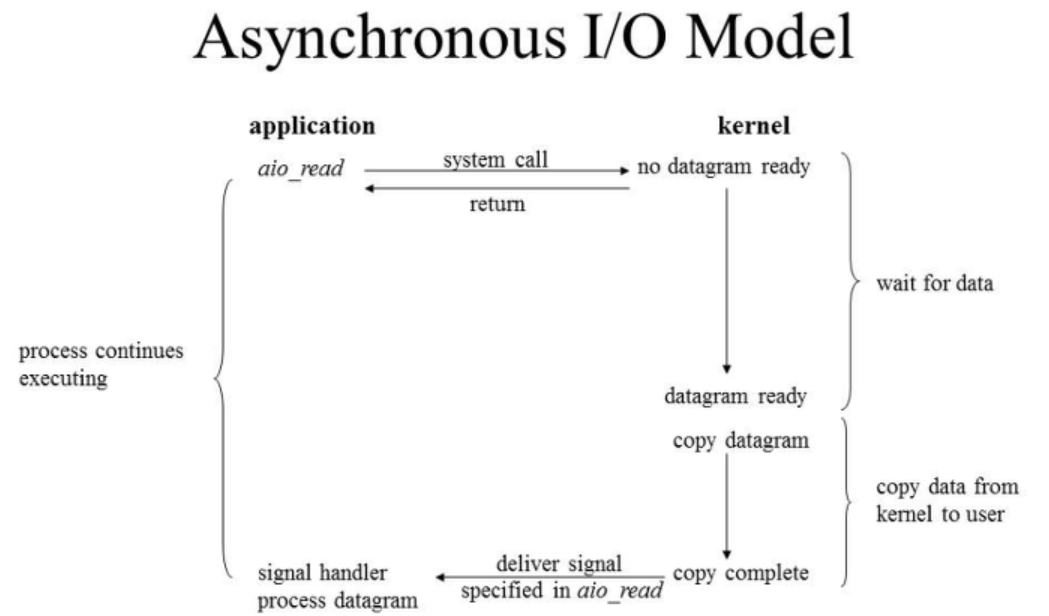 Asynchronous I/O Model
application
kernel
aio_read
system call
no datagram ready
return
wait for data
process continues
executing
datagram ready
copy datagram
copy data from
kernel to user
signal handler
process datagram
deliver signal
specified in aio_read
copy complete